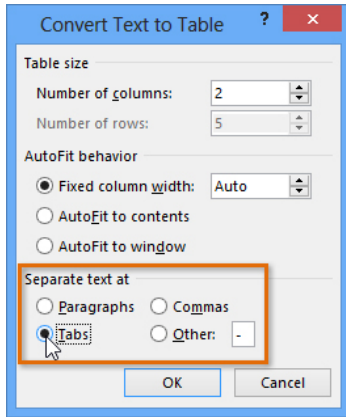 Convert Text to Table ? ×
Table size
Number of columns: 2
Number of rows: 5
AutoFit behavior
Fixed column width: Auto
AutoFit to contents
AutoFit to window
Separate text at
Paragraphs Commas
Tabs Other: -
OK Cancel